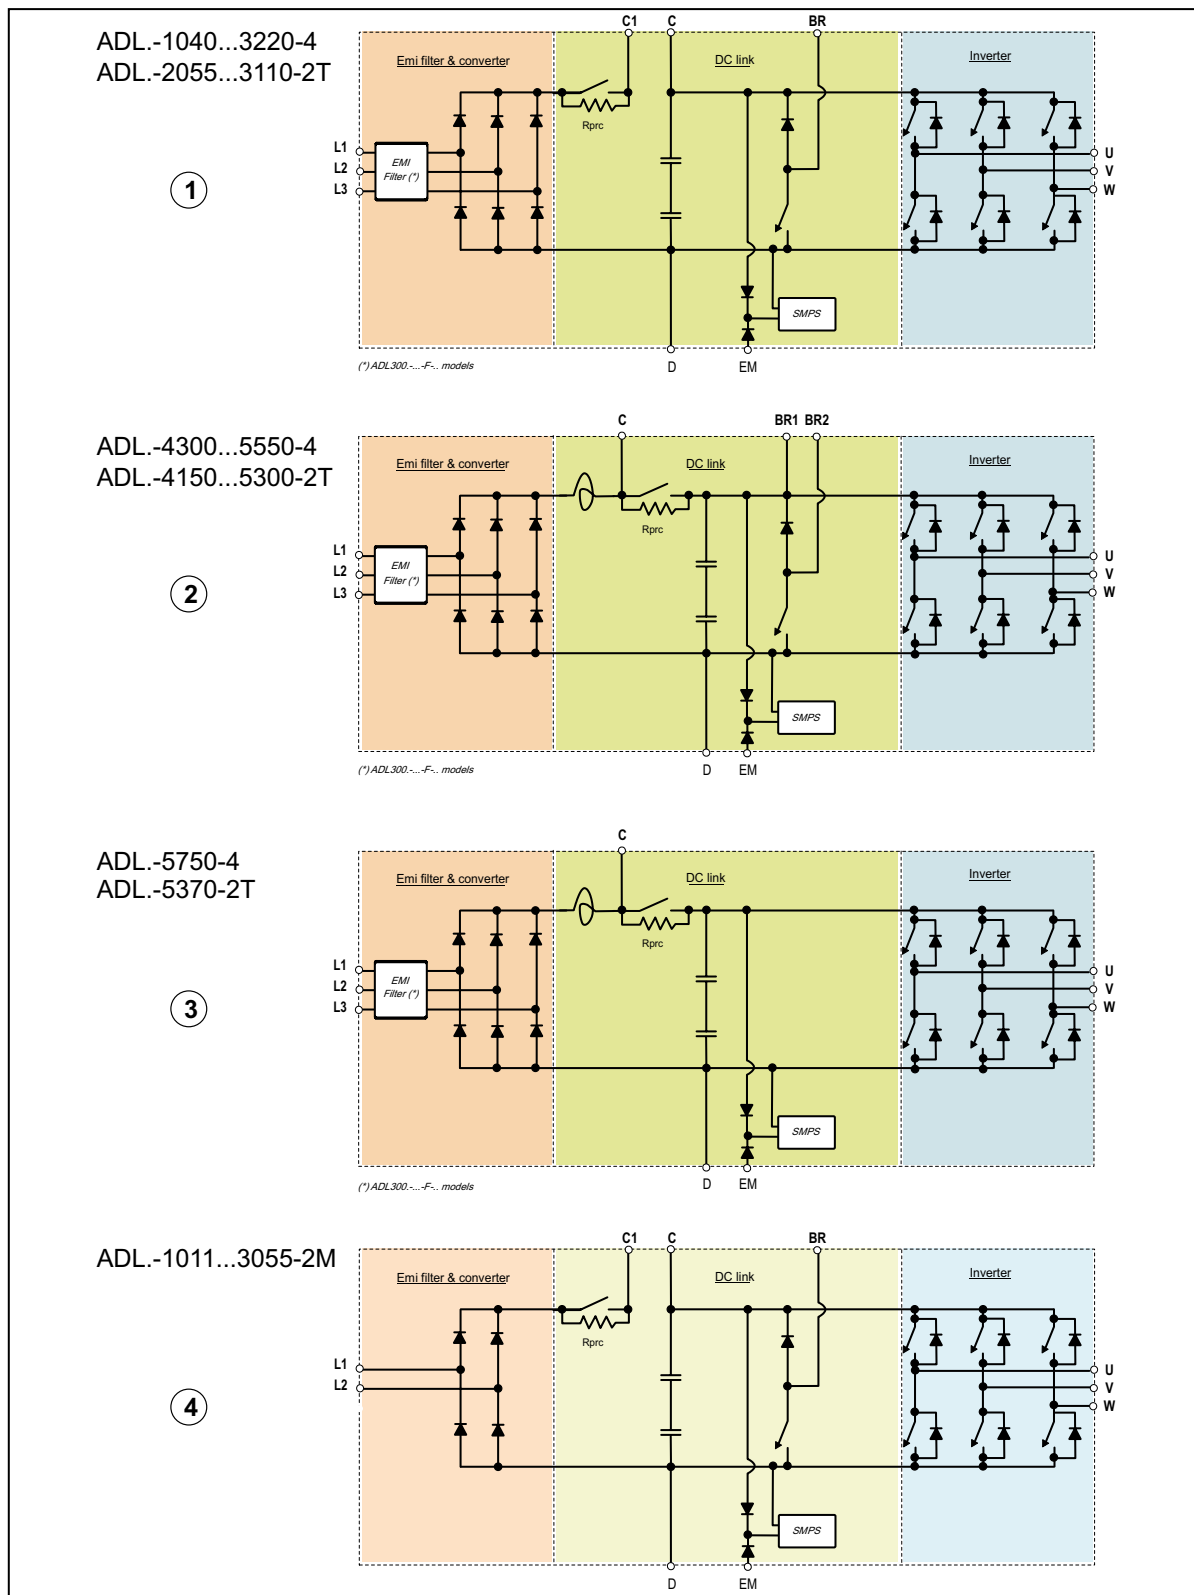 ADL.-1040...3220-4
ADL.-2055...3110-2T
C1 C BR
Emi filter & converter DC link Inverter
Rprc
L1
L2
L3
EMI
Filter (*)
U
V
W
1
SMPS
D EM
(*) ADL300.-...-F-.. models
ADL.-4300...5550-4
ADL.-4150...5300-2T
C BR1 BR2
Emi filter & converter DC link Inverter
Rprc
L1
L2
L3
EMI
Filter (*)
U
V
W
2
SMPS
D EM
(*) ADL300.-...-F-.. models
ADL.-5750-4
ADL.-5370-2T
C
Emi filter & converter DC link Inverter
Rprc
L1
L2
L3
EMI
Filter (*)
U
V
W
3
SMPS
D EM
(*) ADL300.-...-F-.. models
ADL.-1011...3055-2M
C1 C BR
Emi filter & converter DC link Inverter
Rprc
L1
L2
U
V
W
4
SMPS
D EM